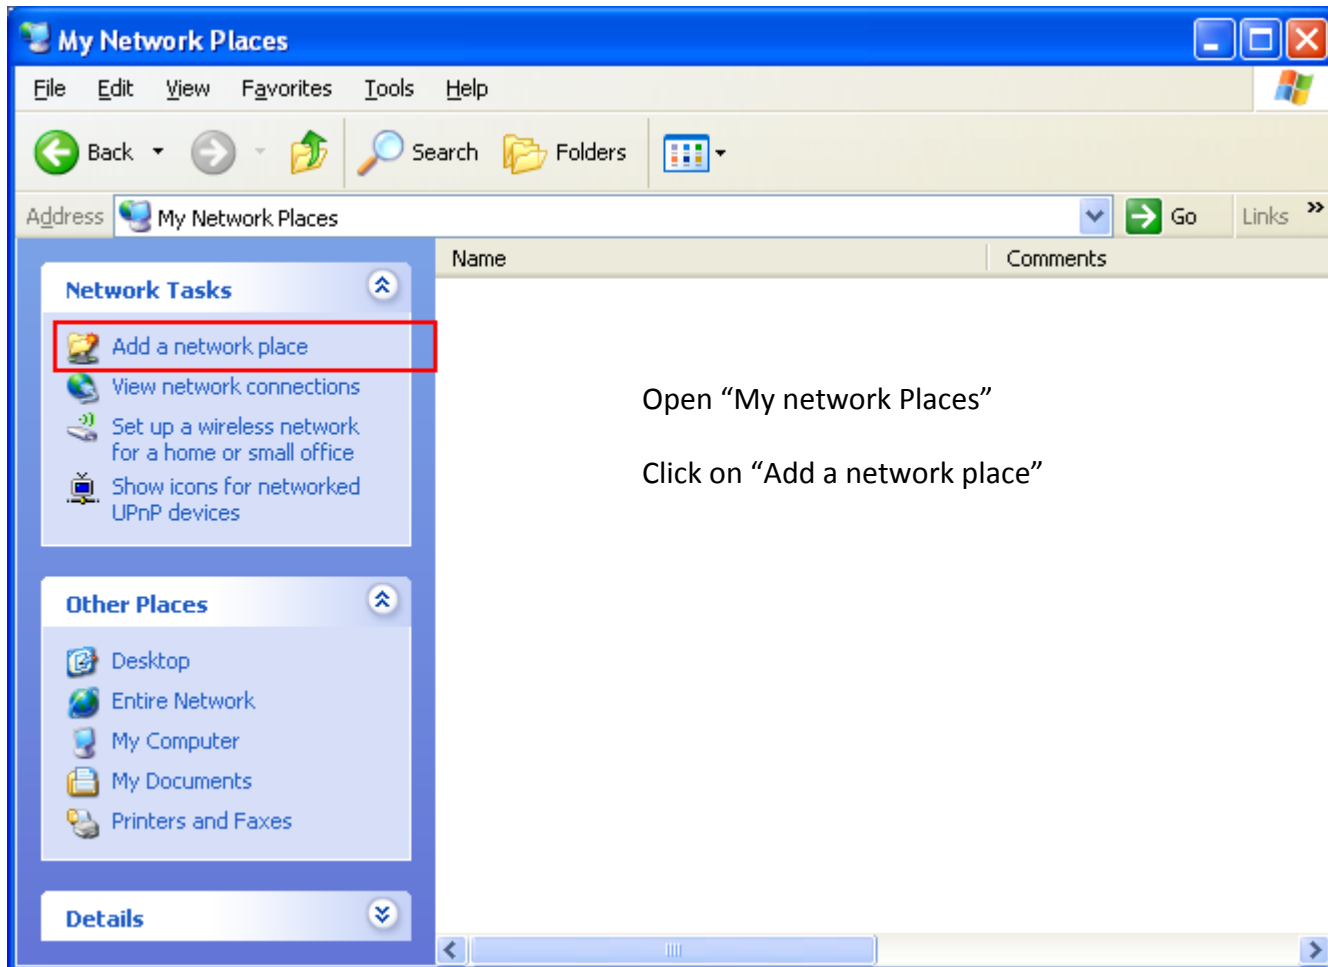 My Network Places
File Edit View Favorites Tools Help
Back Search Folders
Address My Network Places Go Links »
Name Comments
Network Tasks
Add a network place
View network connections
Set up a wireless network
for a home or small office
Show icons for networked
UPnP devices
Open “My network Places”
Click on “Add a network place”
Other Places
Desktop
Entire Network
My Computer
My Documents
Printers and Faxes
Details